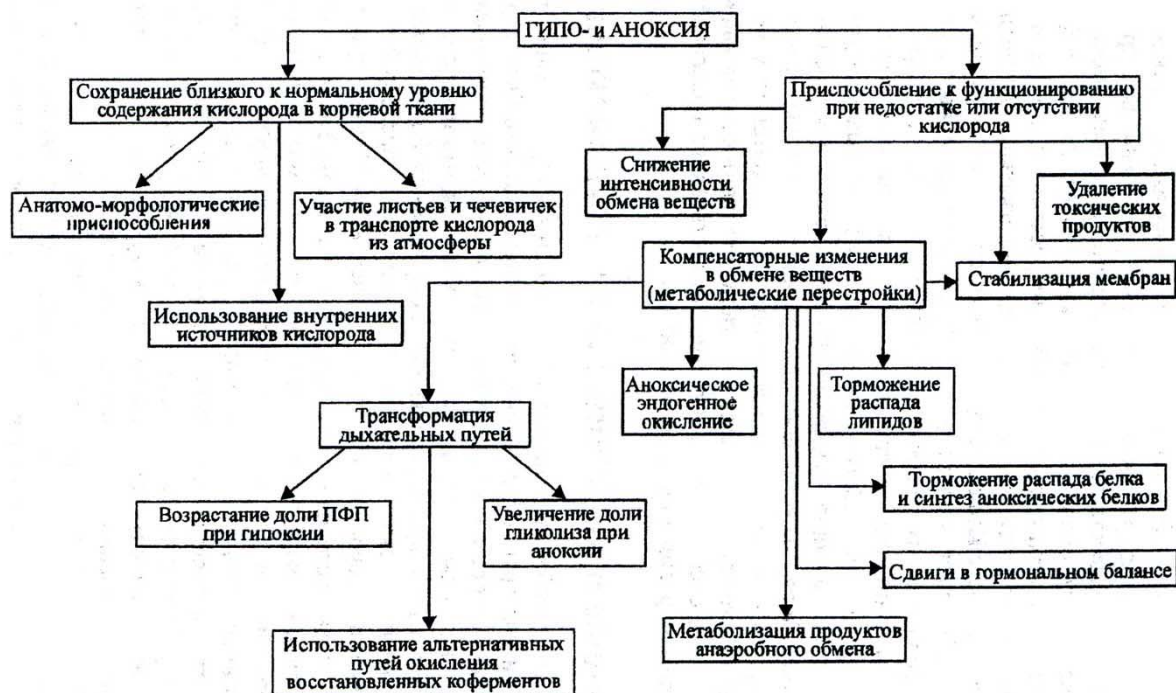 ГИПО- и АНОКСИЯ
Сохранение близкого к нормальному уровню
содержания кислорода в корневой ткани
Приспособление к функционированию
при недостатке или отсутствии
кислорода
Анатомо-морфологические
приспособления
Участие листьев и чечевичек
в транспорте кислорода
из атмосферы
Использование внутренних
источников кислорода
Снижение
интенсивности
обмена веществ
Удаление
токсических
продуктов
Компенсаторные изменения
в обмене веществ
(метаболические перестройки)
Стабилизация мембран
Трансформация
дыхательных путей
Аноксическое
эндогенное
окисление
Торможение
распада
липидов
Возрастание доли ПФП
при гипоксии
Увеличение доли
гликолиза при
аноксии
Торможение распада белка
и синтез аноксических белков
Сдвиги в гормональном балансе
Использование альтернативных
путей окисления
восстановленных коферментов
Метаболизация продуктов
анаэробного обмена